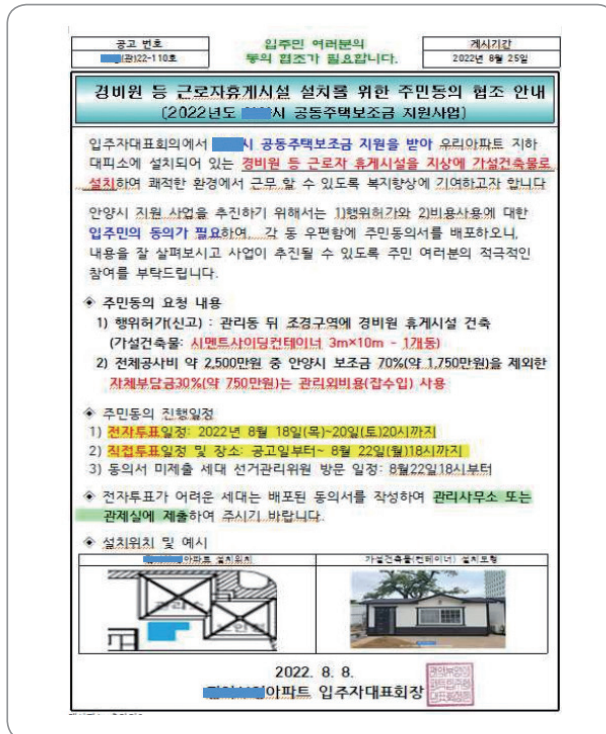 공고 번호
(관)22-110호
입주민 여러분의
동의 협조가 필요합니다.
게시기간
2022년 8월 25일
경비원 등 근로자휴게시설 설치를 위한 주민동의 협조 안내
(2022년도 시 공동주택보조금 지원사업)
입주자대표회의에서 시 공동주택보조금 지원을 받아 우리아파트 지하
대피소에 설치되어 있는 경비원 등 근로자 휴게시설을 지상에 가설건축물로
설치하여 쾌적한 환경에서 근무 할 수 있도록 복지향상에 기여하고자 합니다
안양시 지원 사업을 추진하기 위해서는 1)행위허가와 2)비용사용에 대한
입주민의 동의가 필요하여, 각 동 우편함에 주민동의서를 배포하오니,
내용을 잘 살펴보시고 사업이 추진될 수 있도록 주민 여러분의 적극적인
참여를 부탁드립니다.
◈ 주민동의 요청 내용
1) 행위허가(신고) : 관리동 뒤 조경구역에 경비원 휴게시설 건축
(가설건축물: 시멘트사이딩컨테이너 3m×10m - 1개동)
2) 전체공사비 약 2,500만원 중 안양시 보조금 70%(약 1,750만원)을 제외한
자체부담금30%(약 750만원)는 관리외비용(잡수입) 사용
◈ 주민동의 진행일정
1) 전자투표일정: 2022년 8월 18일(목)~20일(토)20시까지
2) 직접투표일정 및 장소: 공고일부터~ 8월 22일(월)18시까지
3) 동의서 미제출 세대 선거관리위원 방문 일정: 8월22일18시부터
◈ 전자투표가 어려운 세대는 배포된 동의서를 작성하여 관리사무소 또는
관제실에 제출하여 주시기 바랍니다.
◈ 설치위치 및 예시
아파트 설치위치
가설건축물(컨테이너) 설치모형
관리소
노인정
2022. 8. 8.
아파트 입주자대표회장